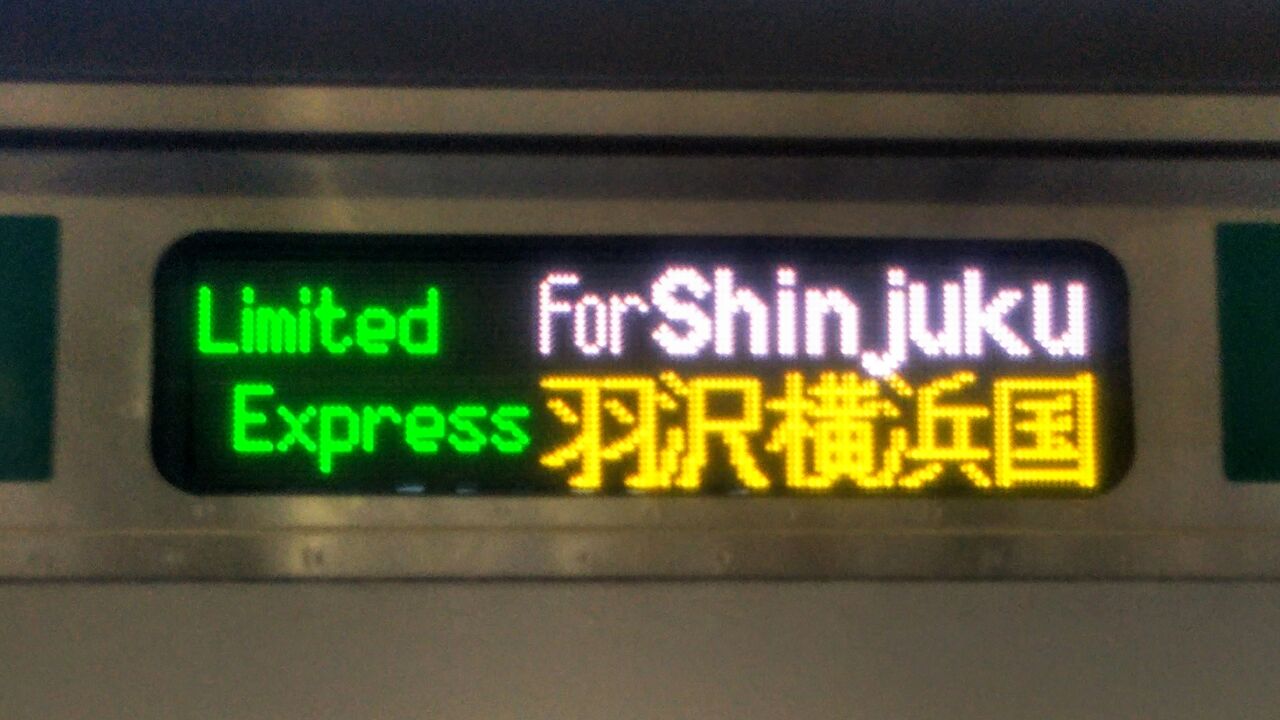 Limited
Express
For Shinjuku
羽沢横浜国